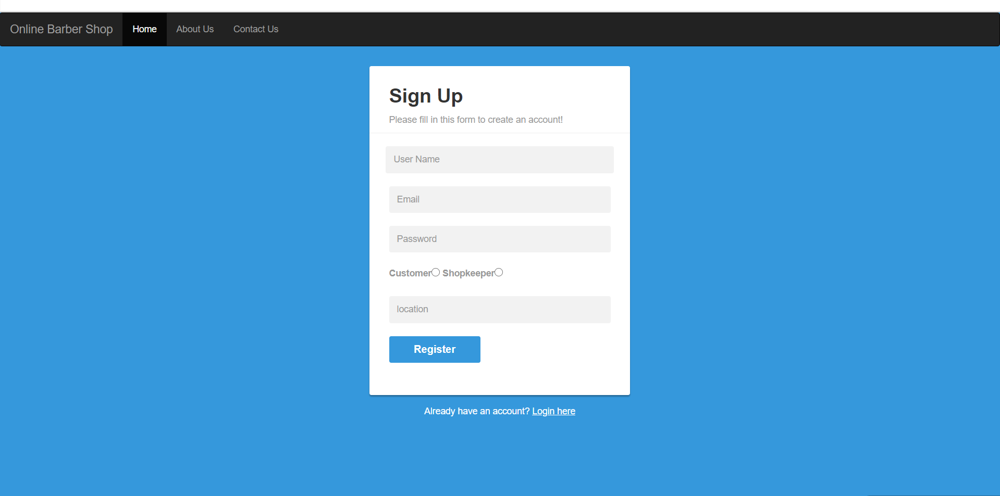 Online Barber Shop Home About Us Contact Us
Sign Up
Please fill in this form to create an account!
User Name
Email
Password
Customer Shopkeeper
location
Register
Already have an account? Login here